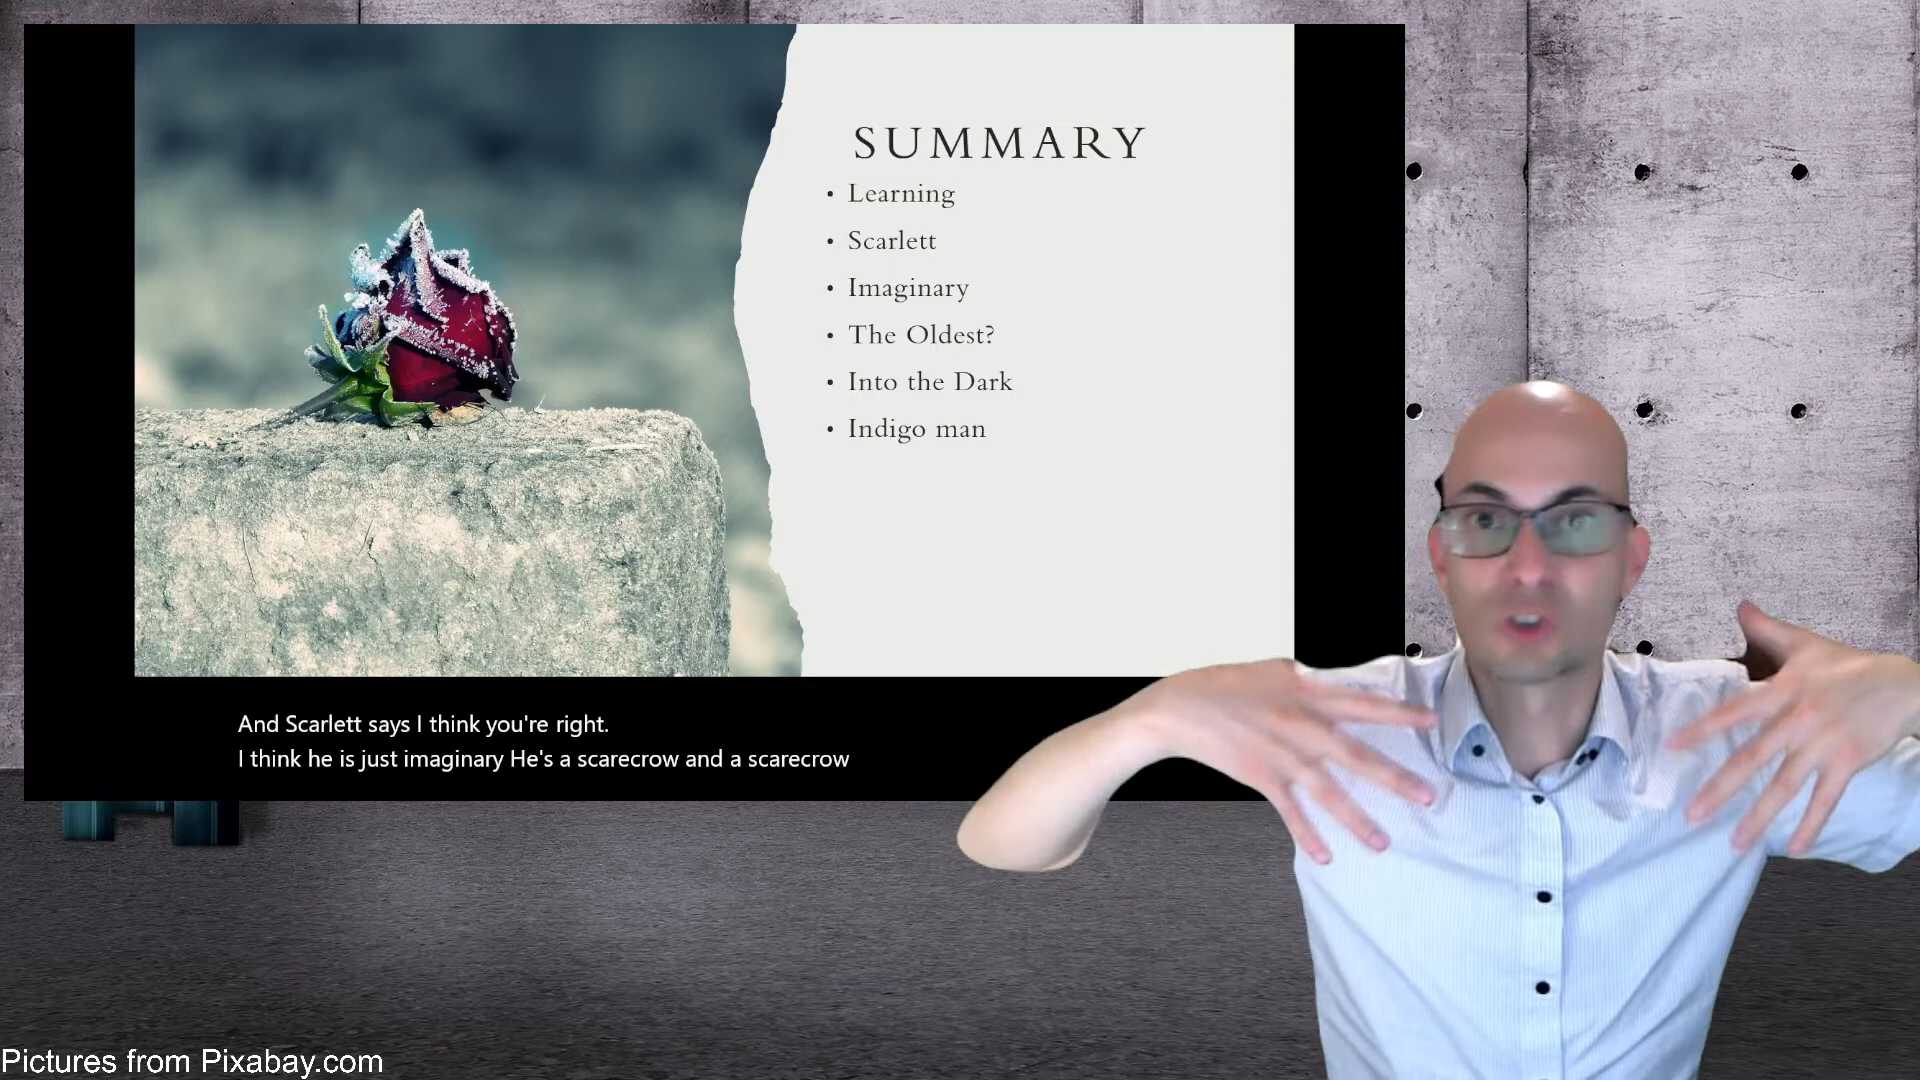 SUMMARY
• Learning
• Scarlett
• Imaginary
• The Oldest?
• Into the Dark
• Indigo man
And Scarlett says I think you're right.
I think he is just imaginary He's a scarecrow and a scarecrow
Pictures from Pixabay.com